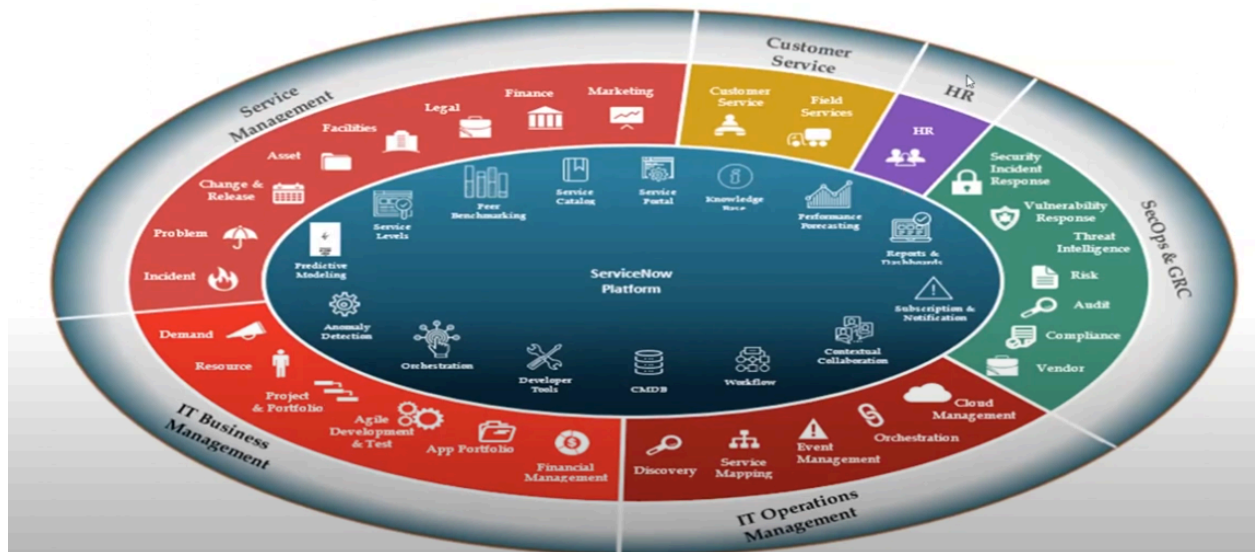 Service
Management
Customer
Service
HR
SecOps & GRC
IT Operations
Management
IT Business
Management
Incident
Problem
Change &
Release
Asset
Facilities
Legal
Finance
Marketing
Customer
Service
Field
Services
HR
Security
Incident
Response
Vulnerability
Response
Threat
Intelligence
Risk
Audit
Compliance
Vendor
Cloud
Management
Orchestration
Event
Management
Service
Mapping
Discovery
Financial
Management
App Portfolio
Agile
Development
& Test
Project
& Portfolio
Resource
Demand
Predictive
Modeling
Service
Levels
Peer
Benchmarking
Service
Catalog
Service
Portal
Knowledge
Base
Performance
Forecasting
Reports &
Dashboards
Subscription &
Notification
Contextual
Collaboration
Workflow
CMDB
Developer
Tools
Orchestration
Anomaly
Detection
ServiceNow
Platform